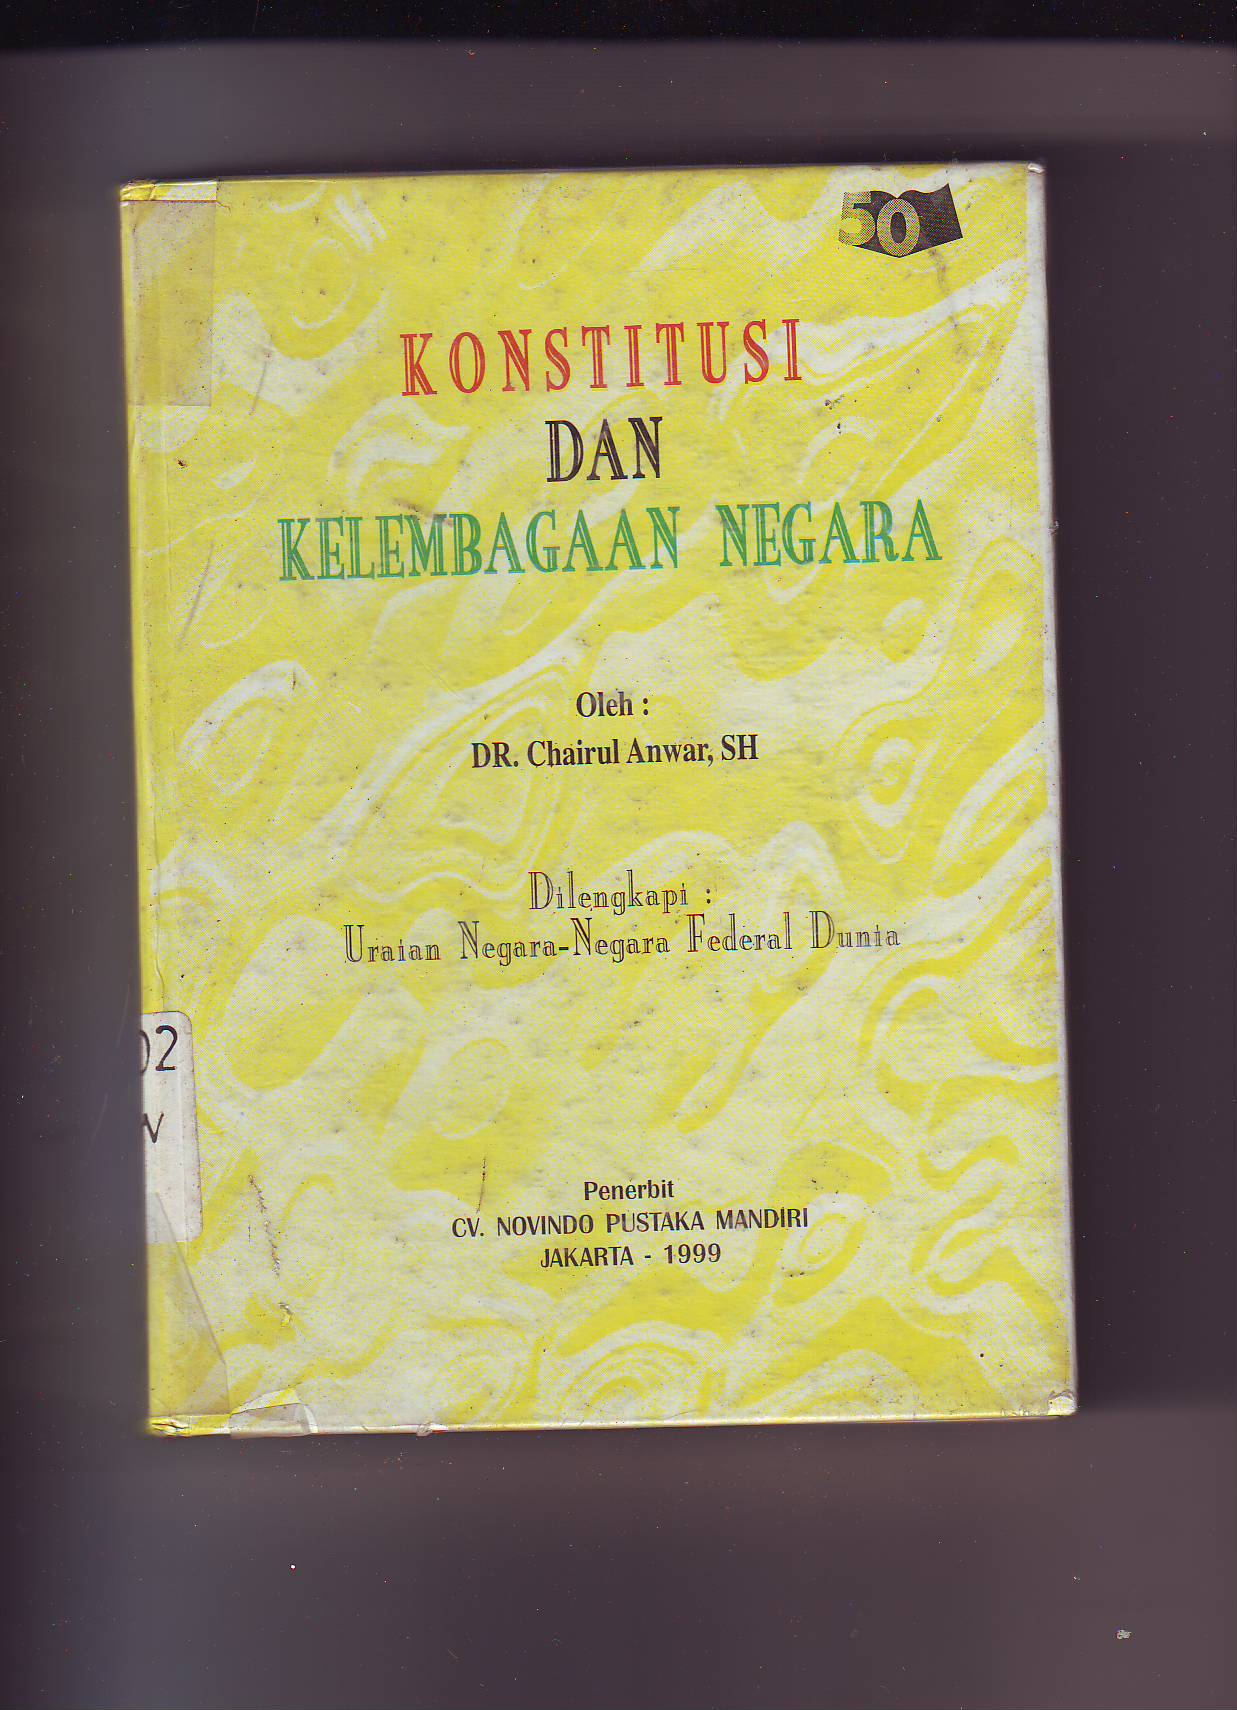 50
KONSTITUSI
DAN
KELEMBAGAAN NEGARA
Oleh :
DR. Chairul Anwar, SH
Dilengkapi :
Uraian Negara-Negara Federal Dunia
02
Penerbit
CV. NOVINDO PUSTAKA MANDIRI
JAKARTA - 1999